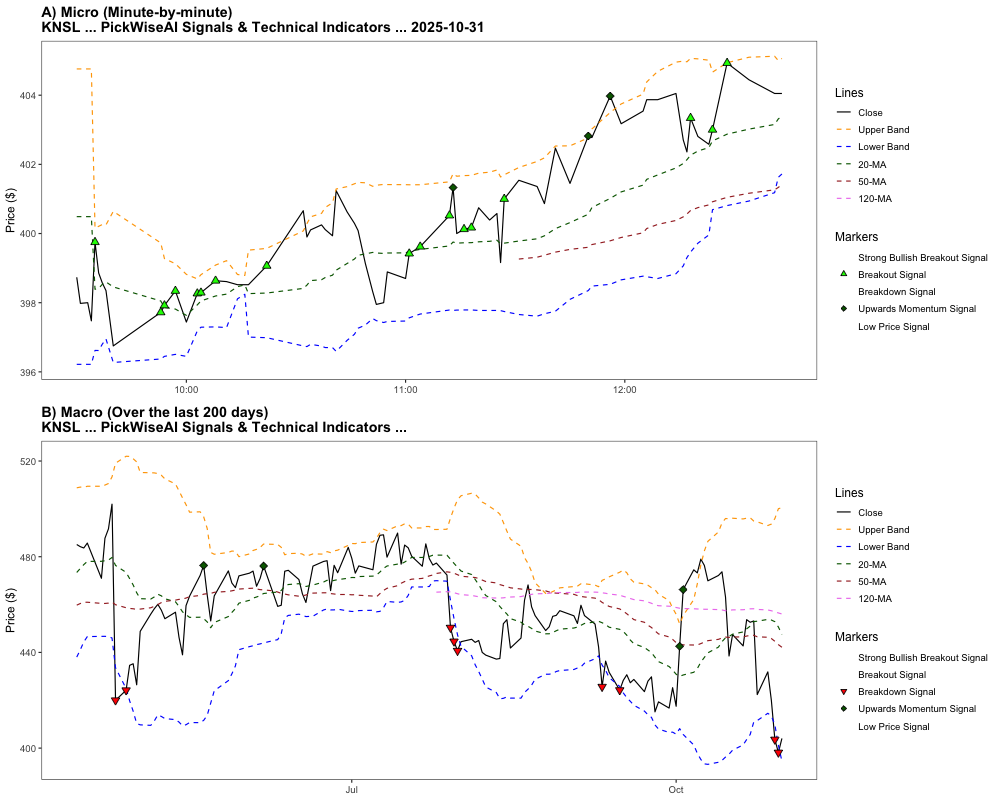 A) Micro (Minute-by-minute)
KNSL ... PickWiseAI Signals & Technical Indicators ... 2025-10-31
Price ($)
404
402
400
398
396
10:00
11:00
12:00
Lines
Close
Upper Band
Lower Band
20-MA
50-MA
120-MA
Markers
Strong Bullish Breakout Signal
Breakout Signal
Breakdown Signal
Upwards Momentum Signal
Low Price Signal
B) Macro (Over the last 200 days)
KNSL ... PickWiseAI Signals & Technical Indicators ...
Price ($)
520
480
440
400
Jul
Oct
Lines
Close
Upper Band
Lower Band
20-MA
50-MA
120-MA
Markers
Strong Bullish Breakout Signal
Breakout Signal
Breakdown Signal
Upwards Momentum Signal
Low Price Signal